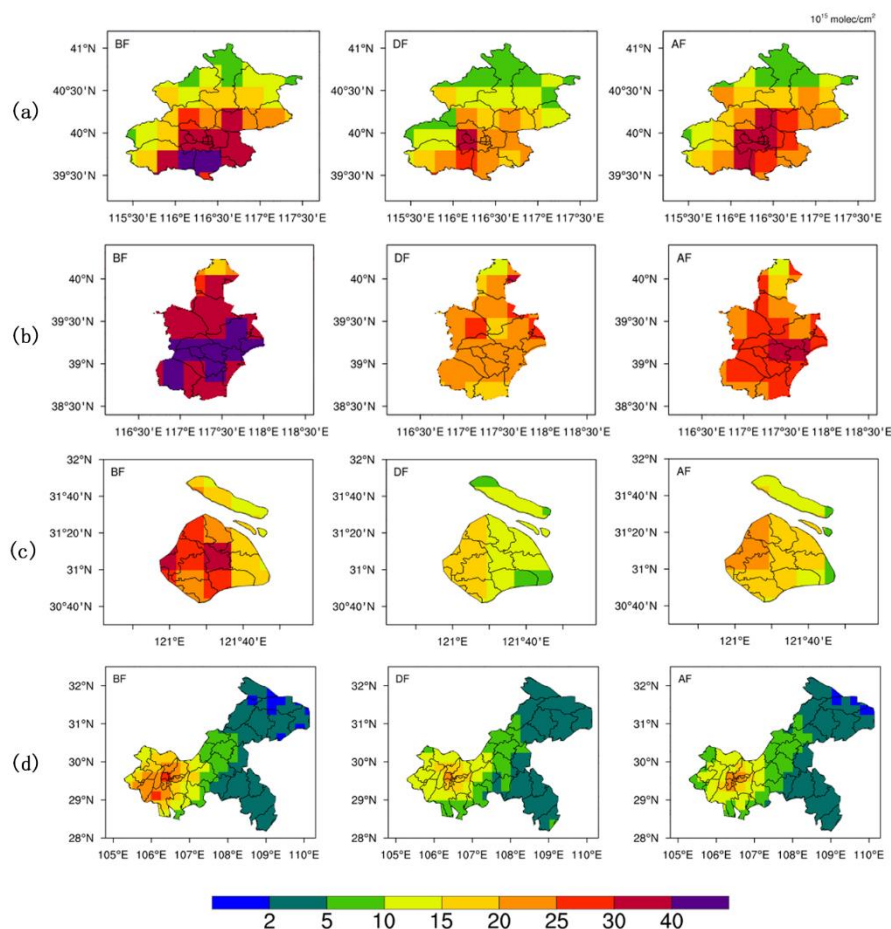 10¹⁵ molec/cm²
(a)
BF
41°N
40°30′N
40°N
39°30′N
115°30′E 116°E 116°30′E 117°E 117°30′E
DF
41°N
40°30′N
40°N
39°30′N
115°30′E 116°E 116°30′E 117°E 117°30′E
AF
41°N
40°30′N
40°N
39°30′N
115°30′E 116°E 116°30′E 117°E 117°30′E
(b)
BF
40°N
39°30′N
39°N
38°30′N
116°30′E 117°E 117°30′E 118°E 118°30′E
DF
40°N
39°30′N
39°N
38°30′N
116°30′E 117°E 117°30′E 118°E 118°30′E
AF
40°N
39°30′N
39°N
38°30′N
116°30′E 117°E 117°30′E 118°E 118°30′E
(c)
BF
32°N
31°40′N
31°20′N
31°N
30°40′N
121°E 121°40′E
DF
32°N
31°40′N
31°20′N
31°N
30°40′N
121°E 121°40′E
AF
32°N
31°40′N
31°20′N
31°N
30°40′N
121°E 121°40′E
(d)
BF
32°N
31°N
30°N
29°N
28°N
105°E 106°E 107°E 108°E 109°E 110°E
DF
32°N
31°N
30°N
29°N
28°N
105°E 106°E 107°E 108°E 109°E 110°E
AF
32°N
31°N
30°N
29°N
28°N
105°E 106°E 107°E 108°E 109°E 110°E
2 5 10 15 20 25 30 40